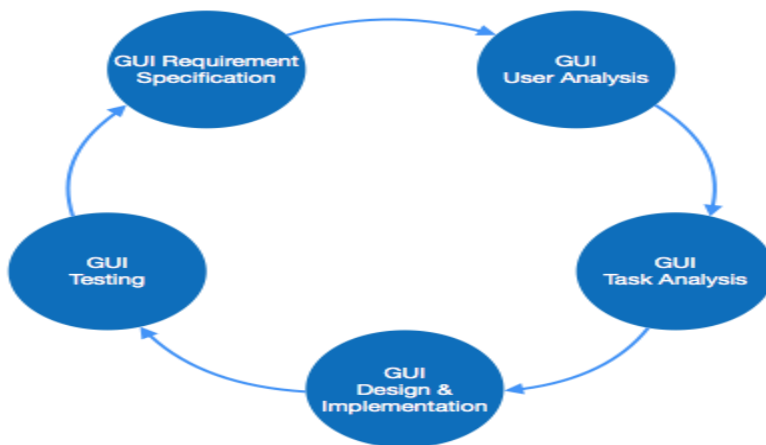 GUI Requirement
Specification
GUI
User Analysis
GUI
Task Analysis
GUI
Design &
Implementation
GUI
Testing